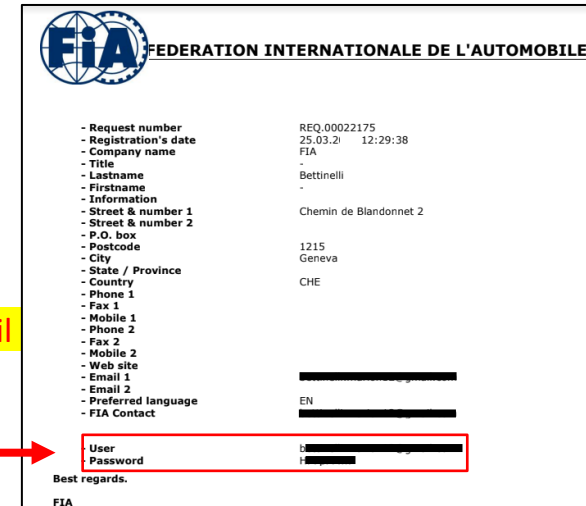 FIA
FEDERATION INTERNATIONALE DE L'AUTOMOBILE
- Request number REQ.00022175
- Registration's date 25.03.2 12:29:38
- Company name FIA
- Title -
- Lastname Bettinelli
- Firstname -
- Information
- Street & number 1 Chemin de Blandonnet 2
- Street & number 2
- P.O. box
- Postcode 1215
- City Geneva
- State / Province
- Country CHE
- Phone 1
- Fax 1
- Mobile 1
- Phone 2
- Fax 2
- Mobile 2
- Web site
- Email 1
- Email 2
- Preferred language EN
- FIA Contact
- User
- Password
Best regards.
FIA